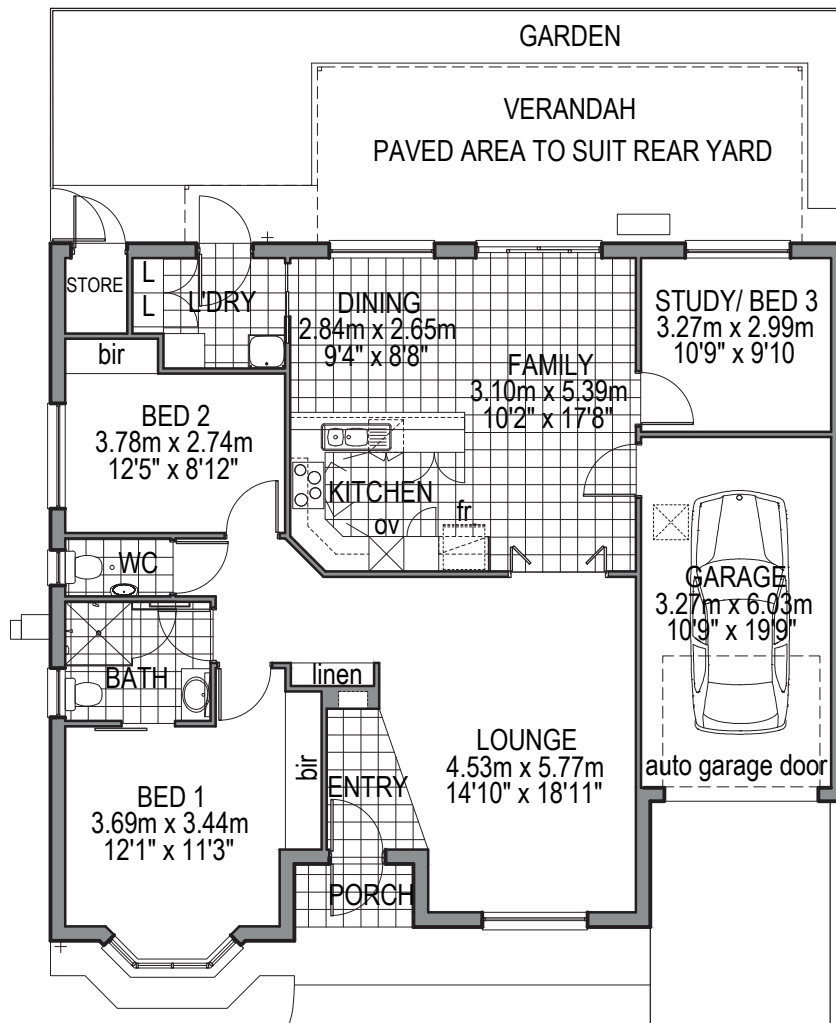 GARDEN
VERANDAH
PAVED AREA TO SUIT REAR YARD
STORE
L
L
L'DRY
DINING
2.84m x 2.65m
9'4" x 8'8"
FAMILY
3.10m x 5.39m
10'2" x 17'8"
STUDY/ BED 3
3.27m x 2.99m
10'9" x 9'10
bir
BED 2
3.78m x 2.74m
12'5" x 8'12"
KITCHEN
ov
fr
WC
GARAGE
3.27m x 6.03m
10'9" x 19'9"
auto garage door
BATH
linen
LOUNGE
4.53m x 5.77m
14'10" x 18'11"
bir
ENTRY
BED 1
3.69m x 3.44m
12'1" x 11'3"
PORCH